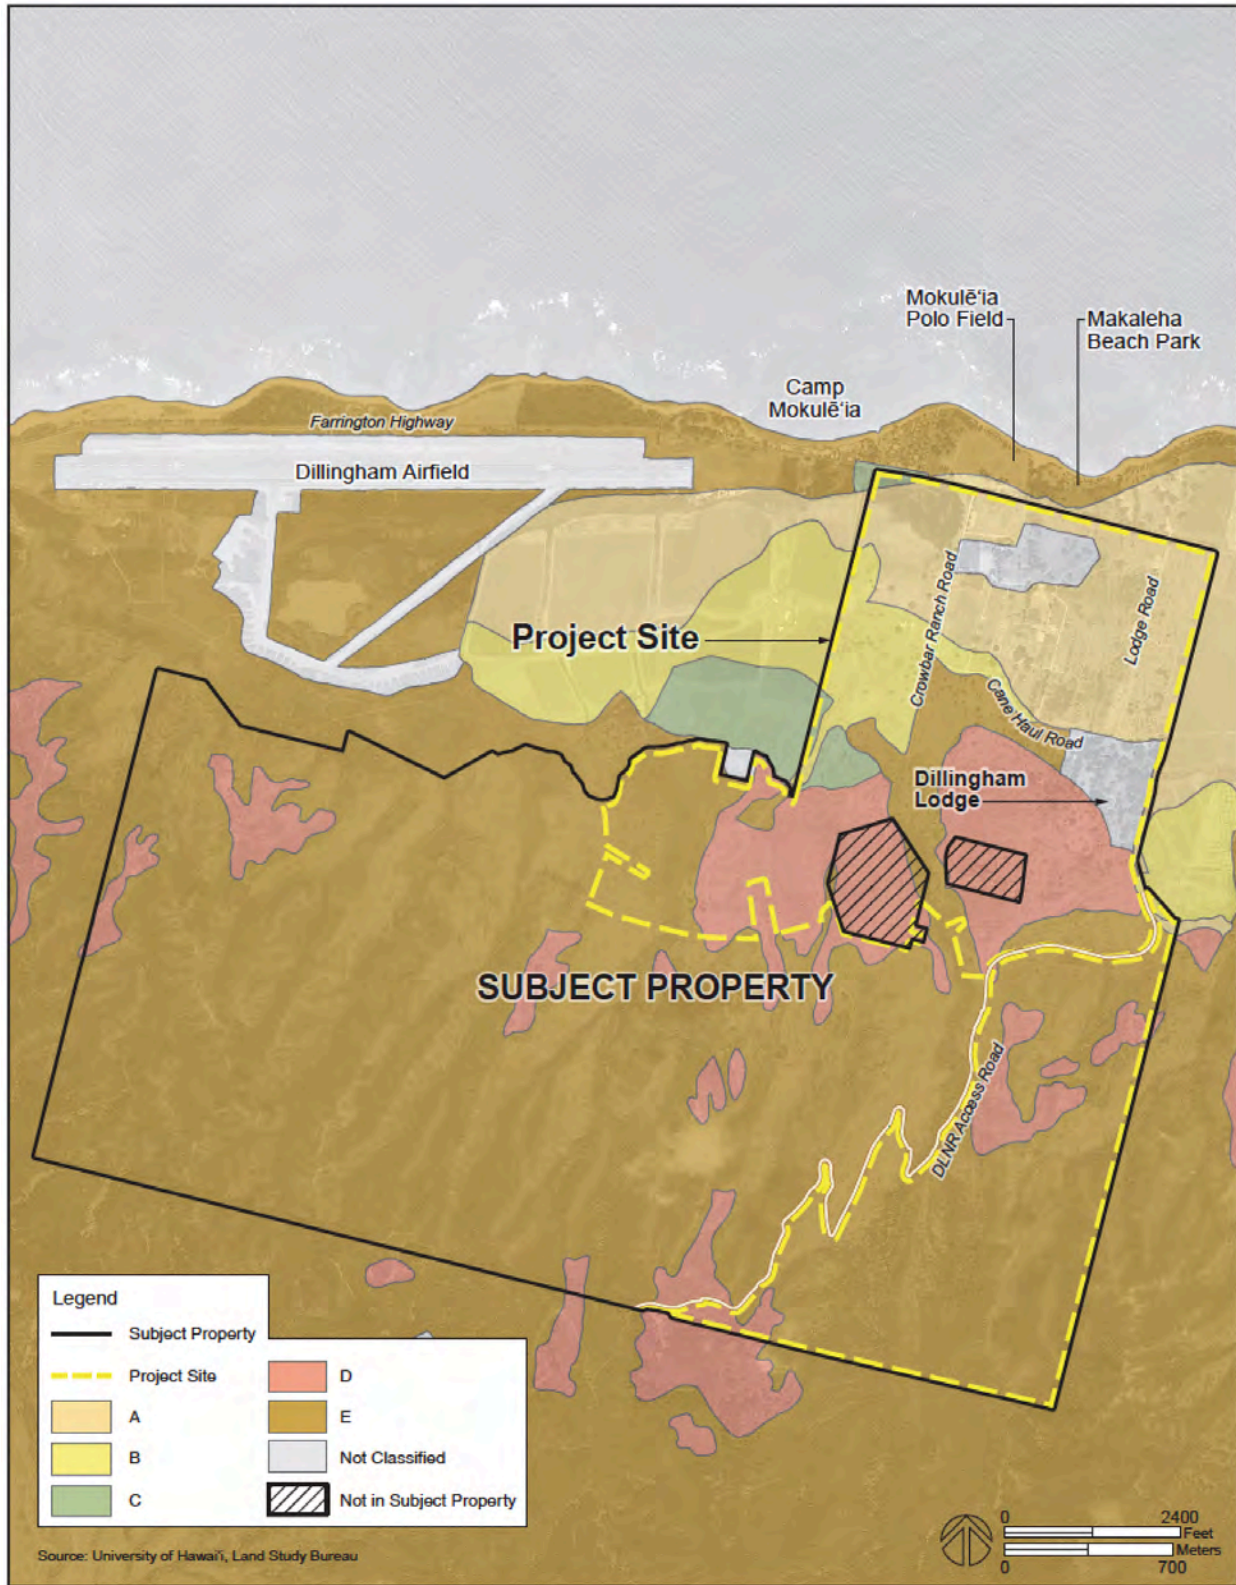 Mokulē‘ia
Polo Field
Makaleha
Beach Park
Camp
Mokulē‘ia
Farrington Highway
Dillingham Airfield
Project Site
Crowbar Ranch Road
Lodge Road
Cane Haul Road
Dillingham
Lodge
SUBJECT PROPERTY
DLNR Access Road
Legend
Subject Property
Project Site
A
B
C
D
E
Not Classified
Not in Subject Property
Source: University of Hawai‘i, Land Study Bureau
0 2400
Feet
Meters
0 700